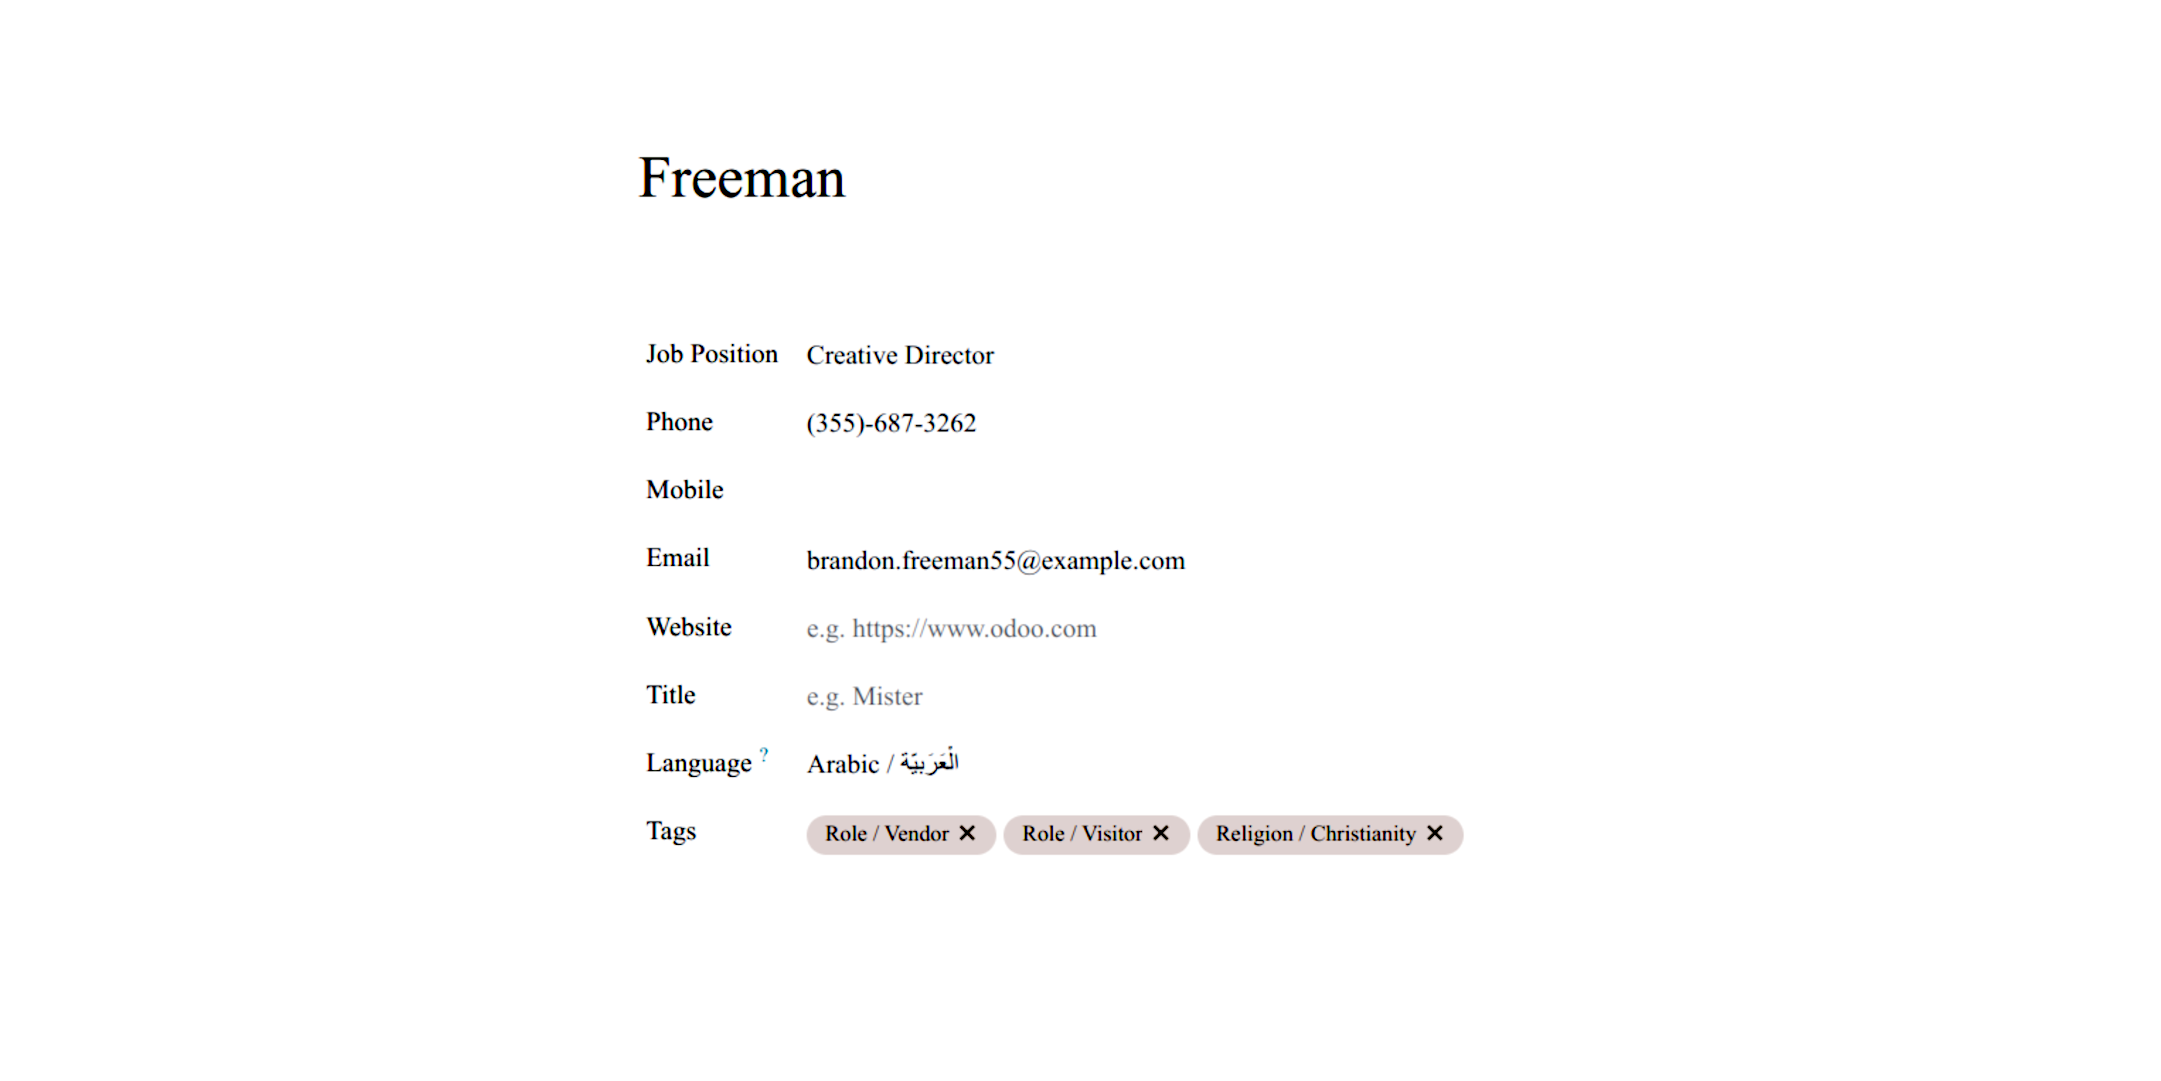 Freeman
Job Position Creative Director
Phone (355)-687-3262
Mobile
Email brandon.freeman55@example.com
Website e.g. https://www.odoo.com
Title e.g. Mister
Language ? Arabic / الْعَرَبيّة
Tags Role / Vendor ✕ Role / Visitor ✕ Religion / Christianity ✕